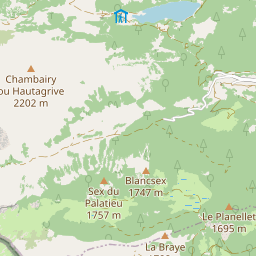 Chambairy
ou Hautagrive
2202 m
Blancsex
1747 m
Sex du
Palatieu
1757 m
Le Planellet
1695 m
La Braye